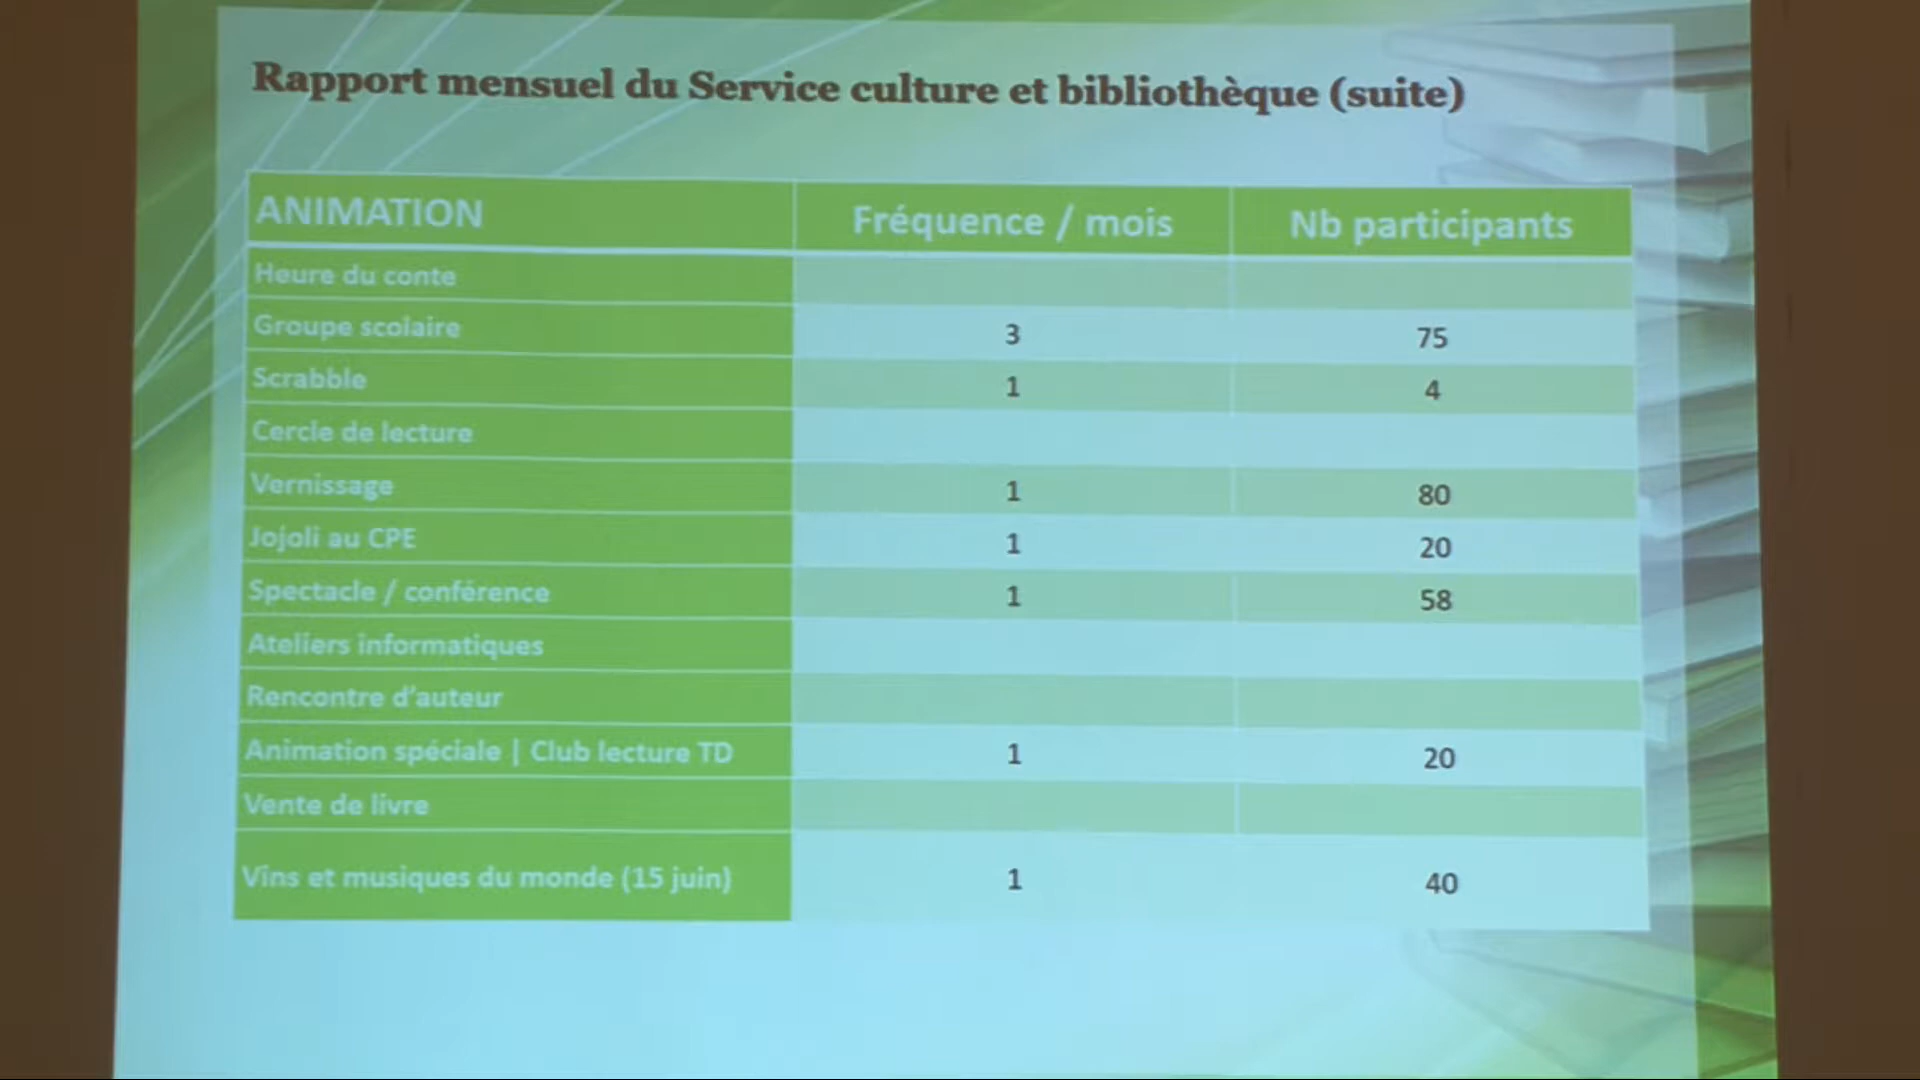 Rapport mensuel du Service culture et bibliothèque (suite)
ANIMATION Fréquence / mois Nb participants
Heure du conte
Groupe scolaire 3 75
Scrabble 1 4
Cercle de lecture
Vernissage 1 80
Jojoli au CPE 1 20
Spectacle / conférence 1 58
Ateliers informatiques
Rencontre d'auteur
Animation spéciale | Club lecture TD 1 20
Vente de livre
Vins et musiques du monde (15 juin) 1 40